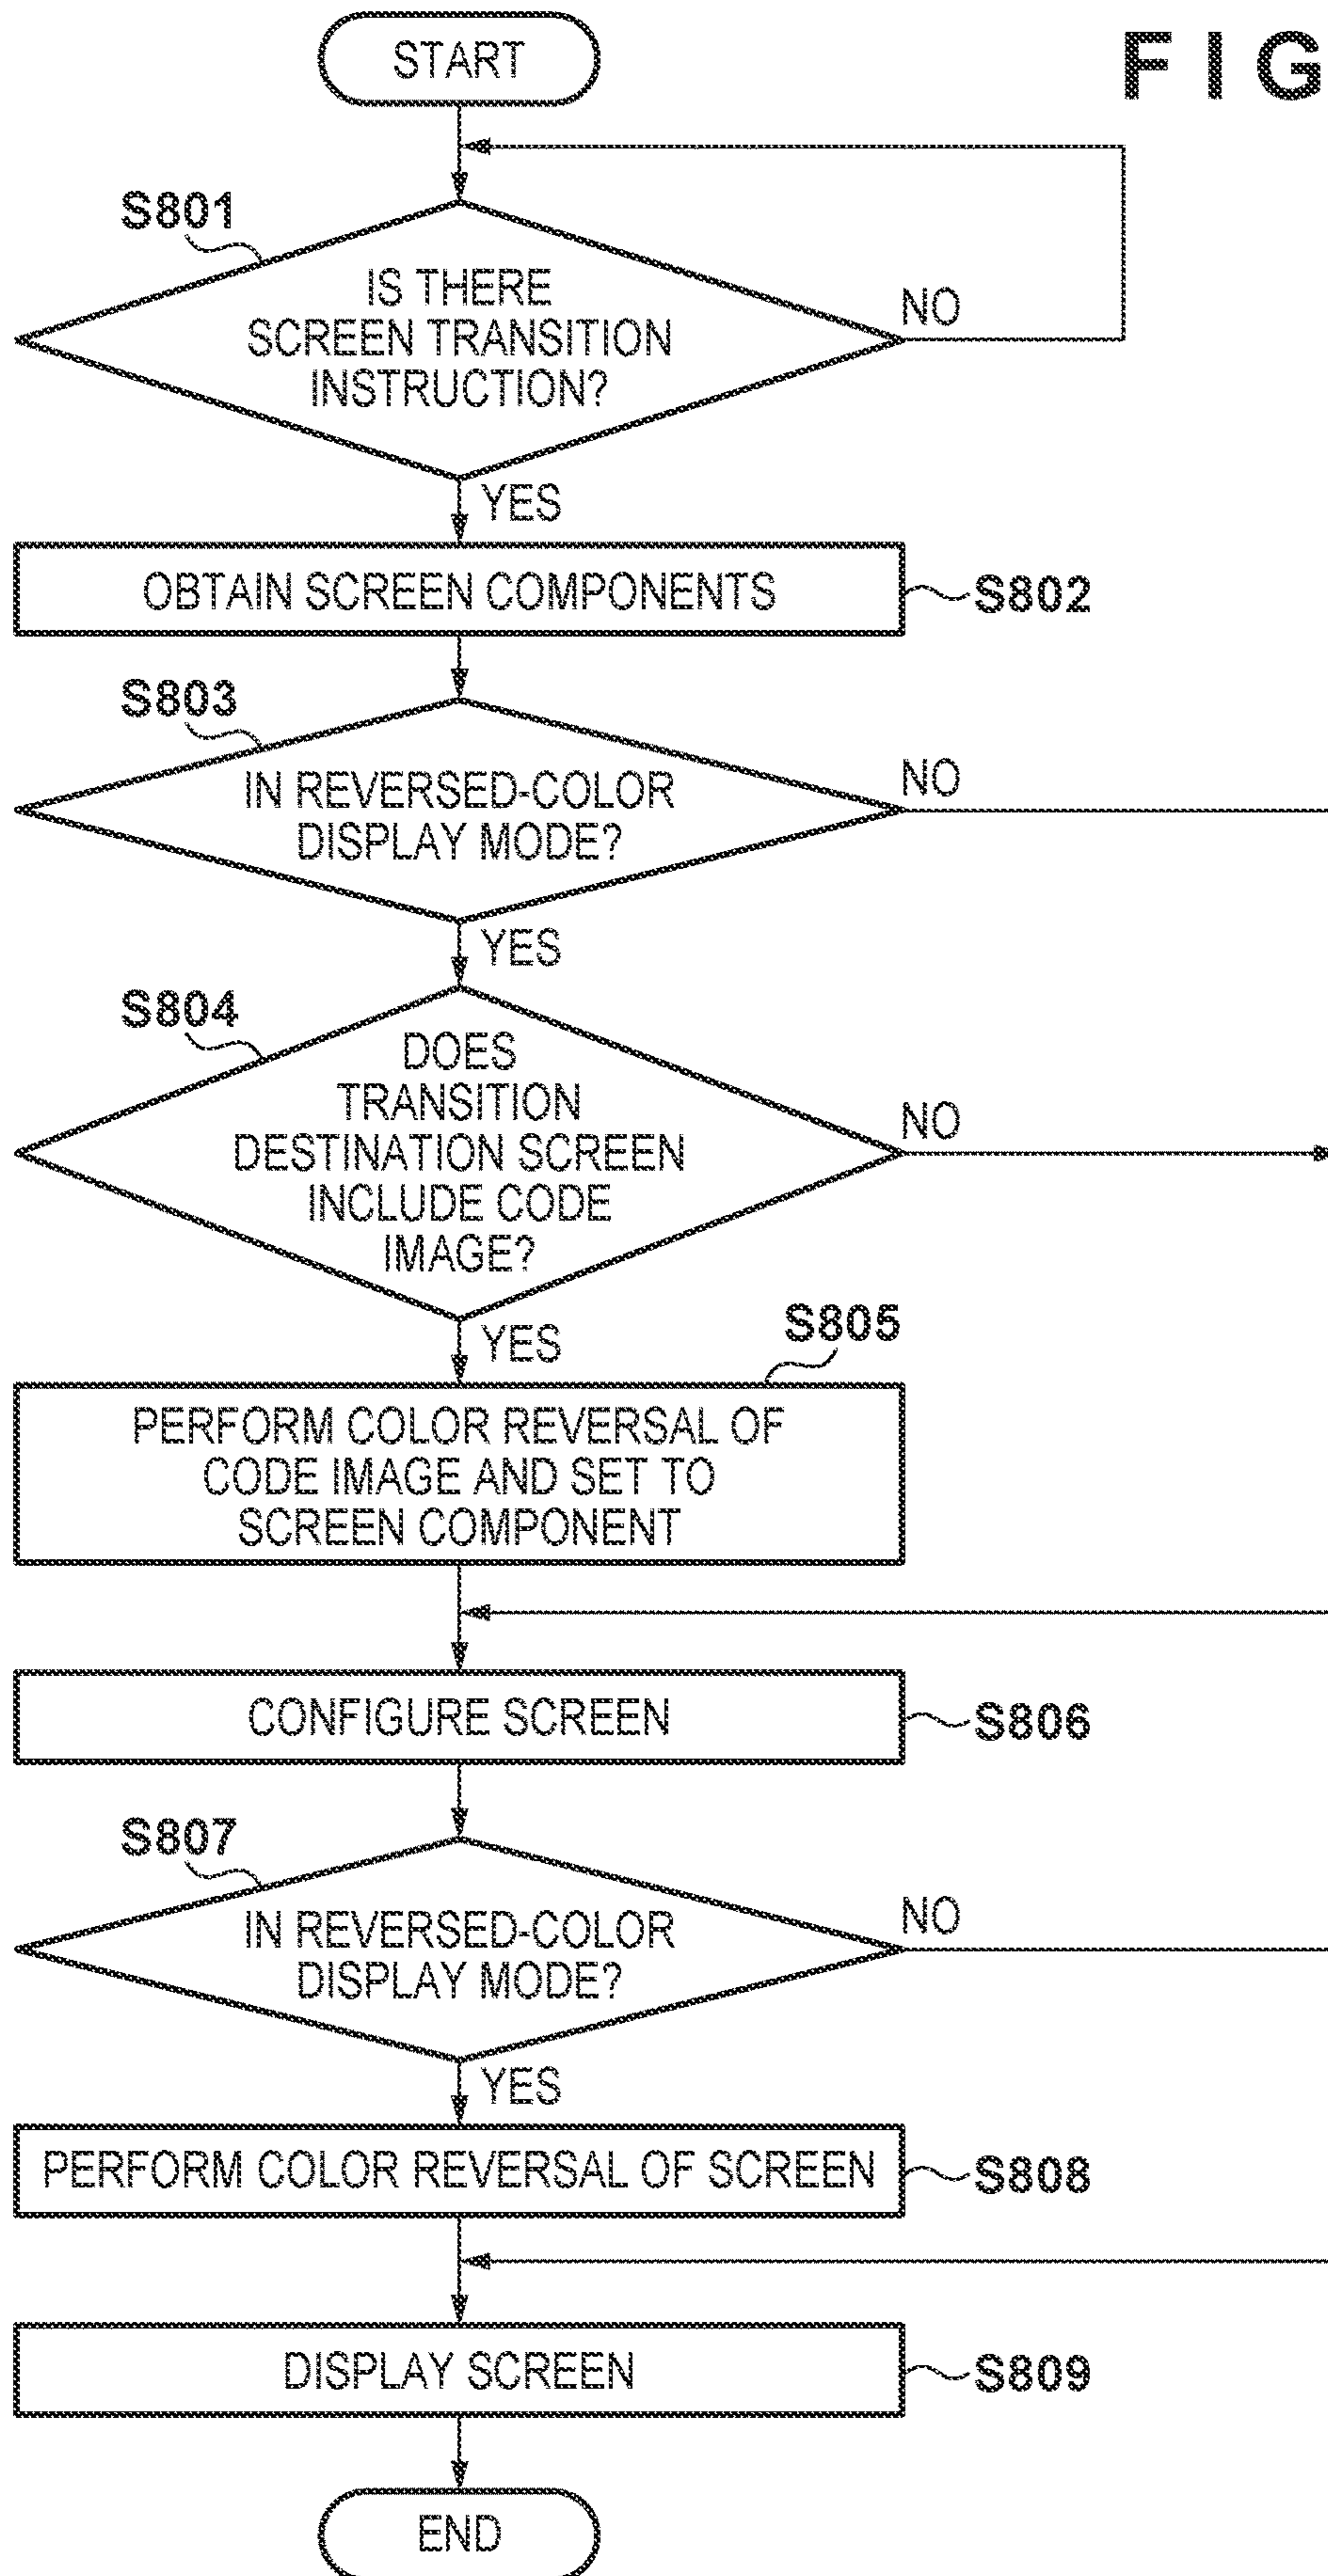 START
FIG
S801
IS THERE
SCREEN TRANSITION
INSTRUCTION?
NO
YES
OBTAIN SCREEN COMPONENTS
S802
S803
IN REVERSED-COLOR
DISPLAY MODE?
NO
YES
S804
DOES
TRANSITION
DESTINATION SCREEN
INCLUDE CODE
IMAGE?
NO
YES
S805
PERFORM COLOR REVERSAL OF
CODE IMAGE AND SET TO
SCREEN COMPONENT
CONFIGURE SCREEN
S806
S807
IN REVERSED-COLOR
DISPLAY MODE?
NO
YES
PERFORM COLOR REVERSAL OF SCREEN
S808
DISPLAY SCREEN
S809
END